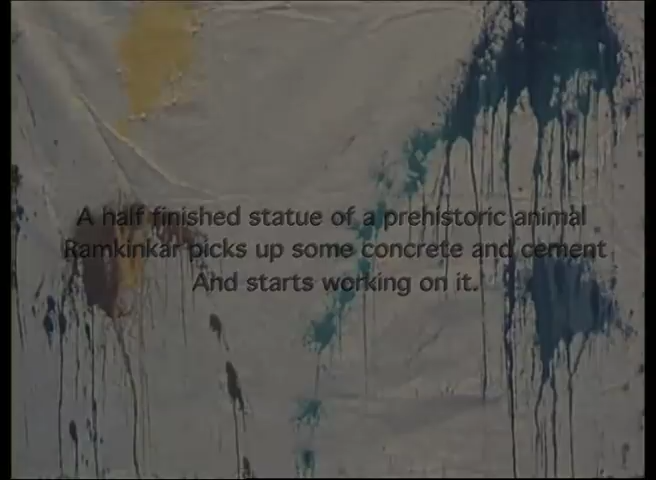 A half finished statue of a prehistoric animal
Ramkinkar picks up some concrete and cement
And starts working on it.